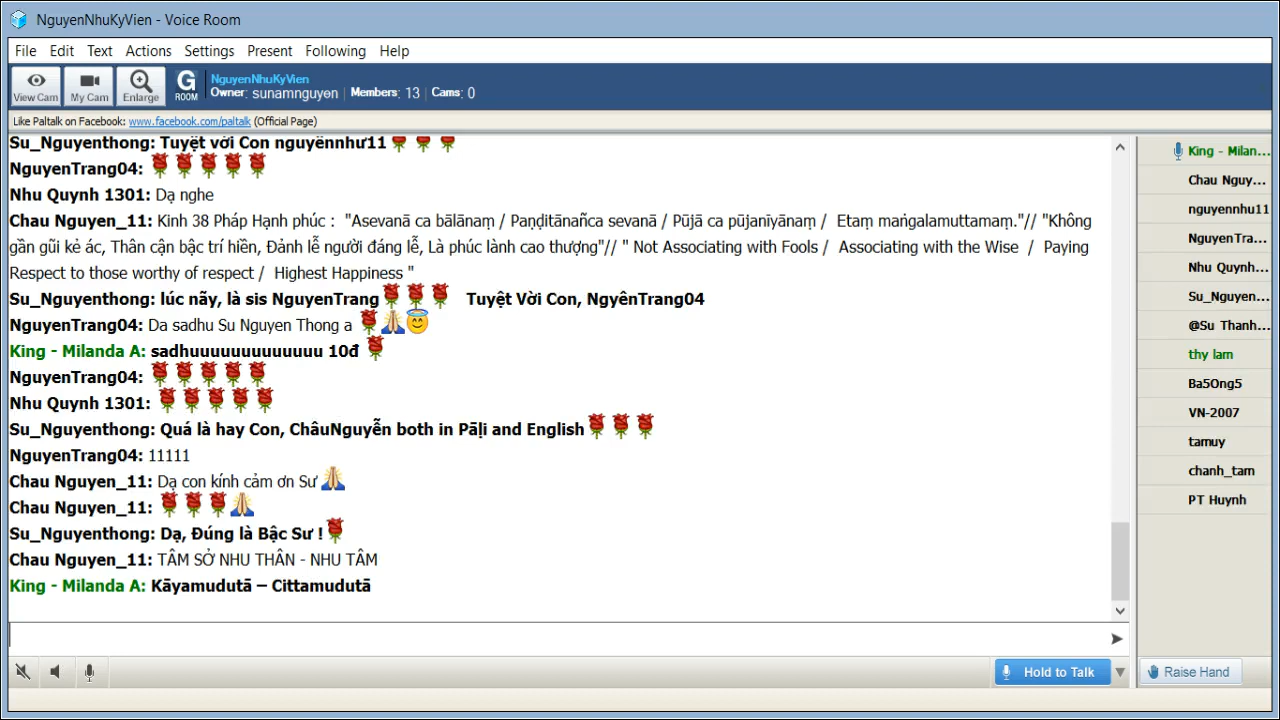 NguyenNhuKyVien - Voice Room
File Edit Text Actions Settings Present Following Help
View Cam My Cam Enlarge G ROOM NguyenNhuKyVien
Owner: sunamnguyen Members: 13 Cams: 0
Like Paltalk on Facebook: www.facebook.com/paltalk (Official Page)
Su_Nguyenthong: Tuyệt vời Con nguyênnhư11
NguyenTrang04:
Nhu Quynh 1301: Dạ nghe
Chau Nguyen_11: Kinh 38 Pháp Hạnh phúc : "Asevanā ca bālānaṃ / Paṇḍitānañca sevanā / Pūjā ca pūjanīyānaṃ / Etaṃ maṅgalamuttamaṃ."// "Không
gần gũi kẻ ác, Thân cận bậc trí hiền, Đảnh lễ người đáng lễ, Là phúc lành cao thượng"// " Not Associating with Fools / Associating with the Wise / Paying
Respect to those worthy of respect / Highest Happiness "
Su_Nguyenthong: lúc nãy, là sis NguyenTrang Tuyệt Vời Con, NgyênTrang04
NguyenTrang04: Da sadhu Su Nguyen Thong a
King - Milanda A: sadhuuuuuuuuuuuuu 10đ
NguyenTrang04:
Nhu Quynh 1301:
Su_Nguyenthong: Quá là hay Con, ChâuNguyễn both in Pāḷi and English
NguyenTrang04: 11111
Chau Nguyen_11: Dạ con kính cảm ơn Sư
Chau Nguyen_11:
Su_Nguyenthong: Dạ, Đúng là Bậc Sư !
Chau Nguyen_11: TÂM SỞ NHU THÂN - NHU TÂM
King - Milanda A: Kāyamudutā – Cittamudutā
King - Milan...
Chau Nguy...
nguyennhu11
NguyenTra...
Nhu Quynh...
Su_Nguyen...
@Su Thanh...
thy lam
Ba5Ong5
VN-2007
tamuy
chanh_tam
PT Huynh
Hold to Talk
Raise Hand